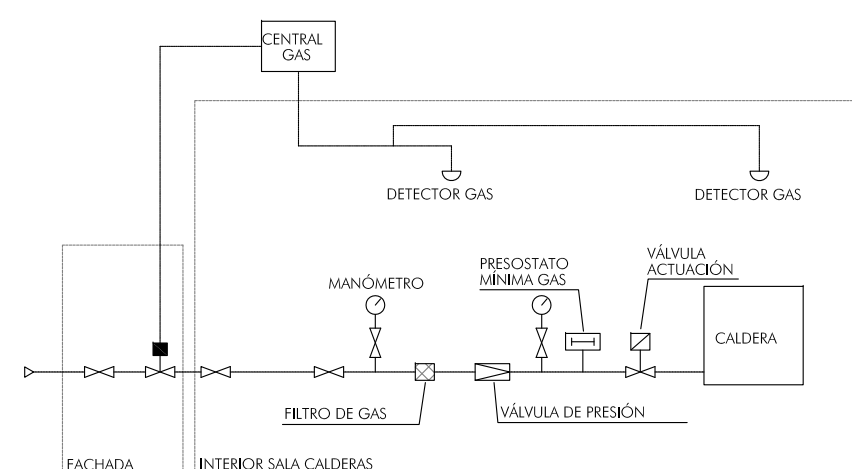 CENTRAL
GAS
DETECTOR GAS
DETECTOR GAS
MANÓMETRO
PRESOSTATO
MÍNIMA GAS
VÁLVULA
ACTUACIÓN
CALDERA
FILTRO DE GAS
VÁLVULA DE PRESIÓN
FACHADA
INTERIOR SALA CALDERAS